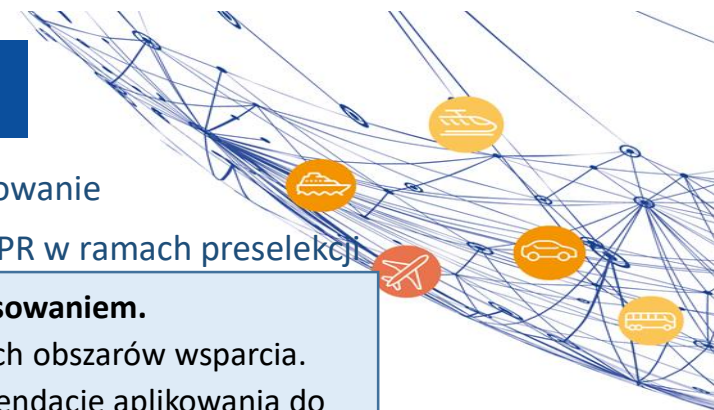 owanie
PR w ramach preselekcji
sowaniem.
ch obszarów wsparcia.
endacje aplikowania do